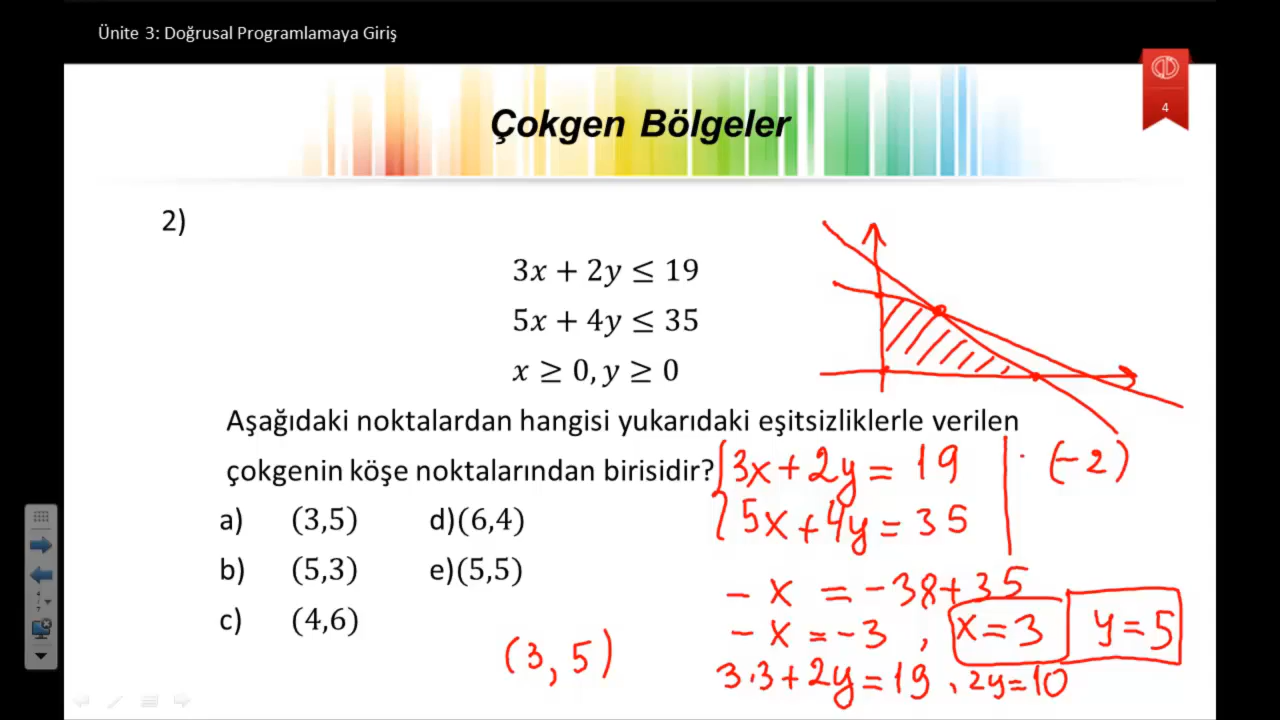 Ünite 3: Doğrusal Programlamaya Giriş
4
Çokgen Bölgeler
2)
3x + 2y ≤ 19
5x + 4y ≤ 35
x ≥ 0, y ≥ 0
Aşağıdaki noktalardan hangisi yukarıdaki eşitsizliklerle verilen
çokgenin köşe noktalarından birisidir?
a) (3,5) d)(6,4)
b) (5,3) e)(5,5)
c) (4,6)
3x + 2y = 19 | · (-2)
5x + 4y = 35
- x = -38 + 35
- x = -3 , x = 3 y = 5
3.3 + 2y = 19 , 2y = 10
(3, 5)